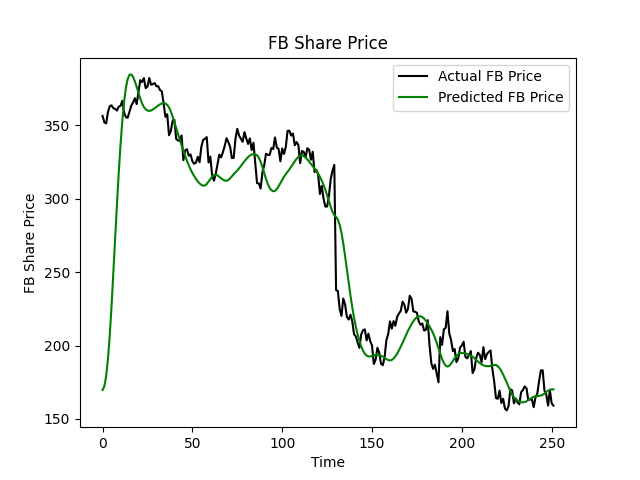 FB Share Price
Actual FB Price
Predicted FB Price
FB Share Price
350
300
250
200
150
0 50 100 150 200 250
Time